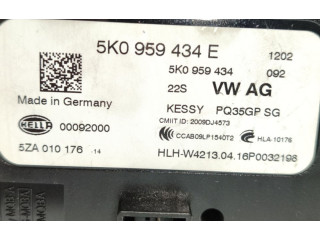 5K0 959 434 E 1202
5K0 959 434 092
22S VW AG
Made in Germany KESSY PQ35GP SG
CMIIT ID: 2009DJ4573
HELLA 00092000 CCAB09LP1540T2 HLA-10176
5ZA 010 176 .14 HLH-W4213.04.16P0032198